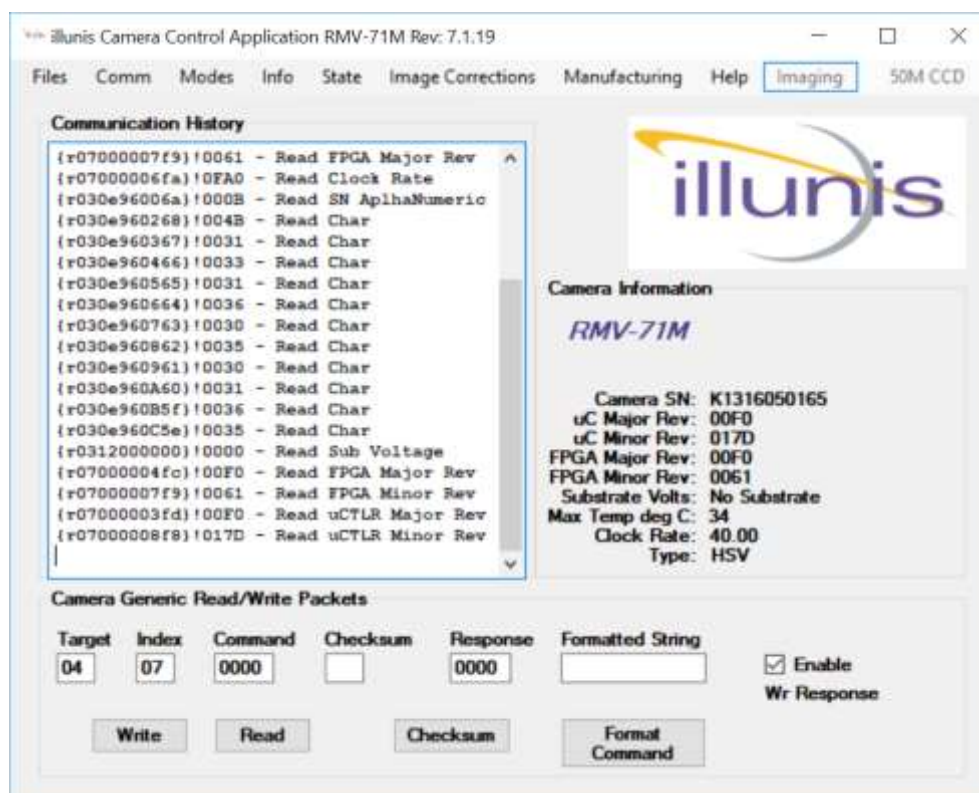 illunis Camera Control Application RMV-71M Rev: 7.1.19
Files Comm Modes Info State Image Corrections Manufacturing Help Imaging 50M CCD
Communication History
{r07000007f9}!0061 - Read FPGA Major Rev
{r07000006fa}!0FA0 - Read Clock Rate
{r030e96006a}!000B - Read SN AplhaNumeric
{r030e960268}!004B - Read Char
{r030e960367}!0031 - Read Char
{r030e960466}!0033 - Read Char
{r030e960565}!0031 - Read Char
{r030e960664}!0036 - Read Char
{r030e960763}!0030 - Read Char
{r030e960862}!0035 - Read Char
{r030e960961}!0030 - Read Char
{r030e960A60}!0031 - Read Char
{r030e960B5f}!0036 - Read Char
{r030e960C5e}!0035 - Read Char
{r0312000000}!0000 - Read Sub Voltage
{r07000004fc}!00F0 - Read FPGA Major Rev
{r07000007f9}!0061 - Read FPGA Minor Rev
{r07000003fd}!00F0 - Read uCTLR Major Rev
{r07000008f8}!017D - Read uCTLR Minor Rev
illunis
Camera Information
RMV-71M
Camera SN: K1316050165
uC Major Rev: 00F0
uC Minor Rev: 017D
FPGA Major Rev: 00F0
FPGA Minor Rev: 0061
Substrate Volts: No Substrate
Max Temp deg C: 34
Clock Rate: 40.00
Type: HSV
Camera Generic Read/Write Packets
Target Index Command Checksum Response Formatted String
04 07 0000 0000
Enable
Wr Response
Write Read Checksum Format
Command